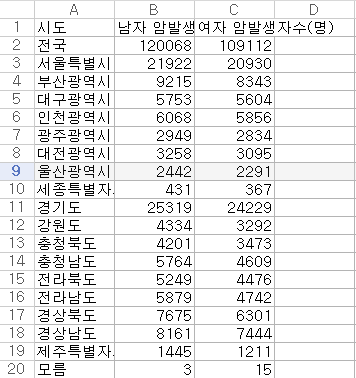 A B C D
1 시도 남자 암발생 여자 암발생자수(명)
2 전국 120068 109112
3 서울특별시 21922 20930
4 부산광역시 9215 8343
5 대구광역시 5753 5604
6 인천광역시 6068 5856
7 광주광역시 2949 2834
8 대전광역시 3258 3095
9 울산광역시 2442 2291
10 세종특별자 431 367
11 경기도 25319 24229
12 강원도 4334 3292
13 충청북도 4201 3473
14 충청남도 5764 4609
15 전라북도 5249 4476
16 전라남도 5879 4742
17 경상북도 7675 6301
18 경상남도 8161 7444
19 제주특별자 1445 1211
20 모름 3 15